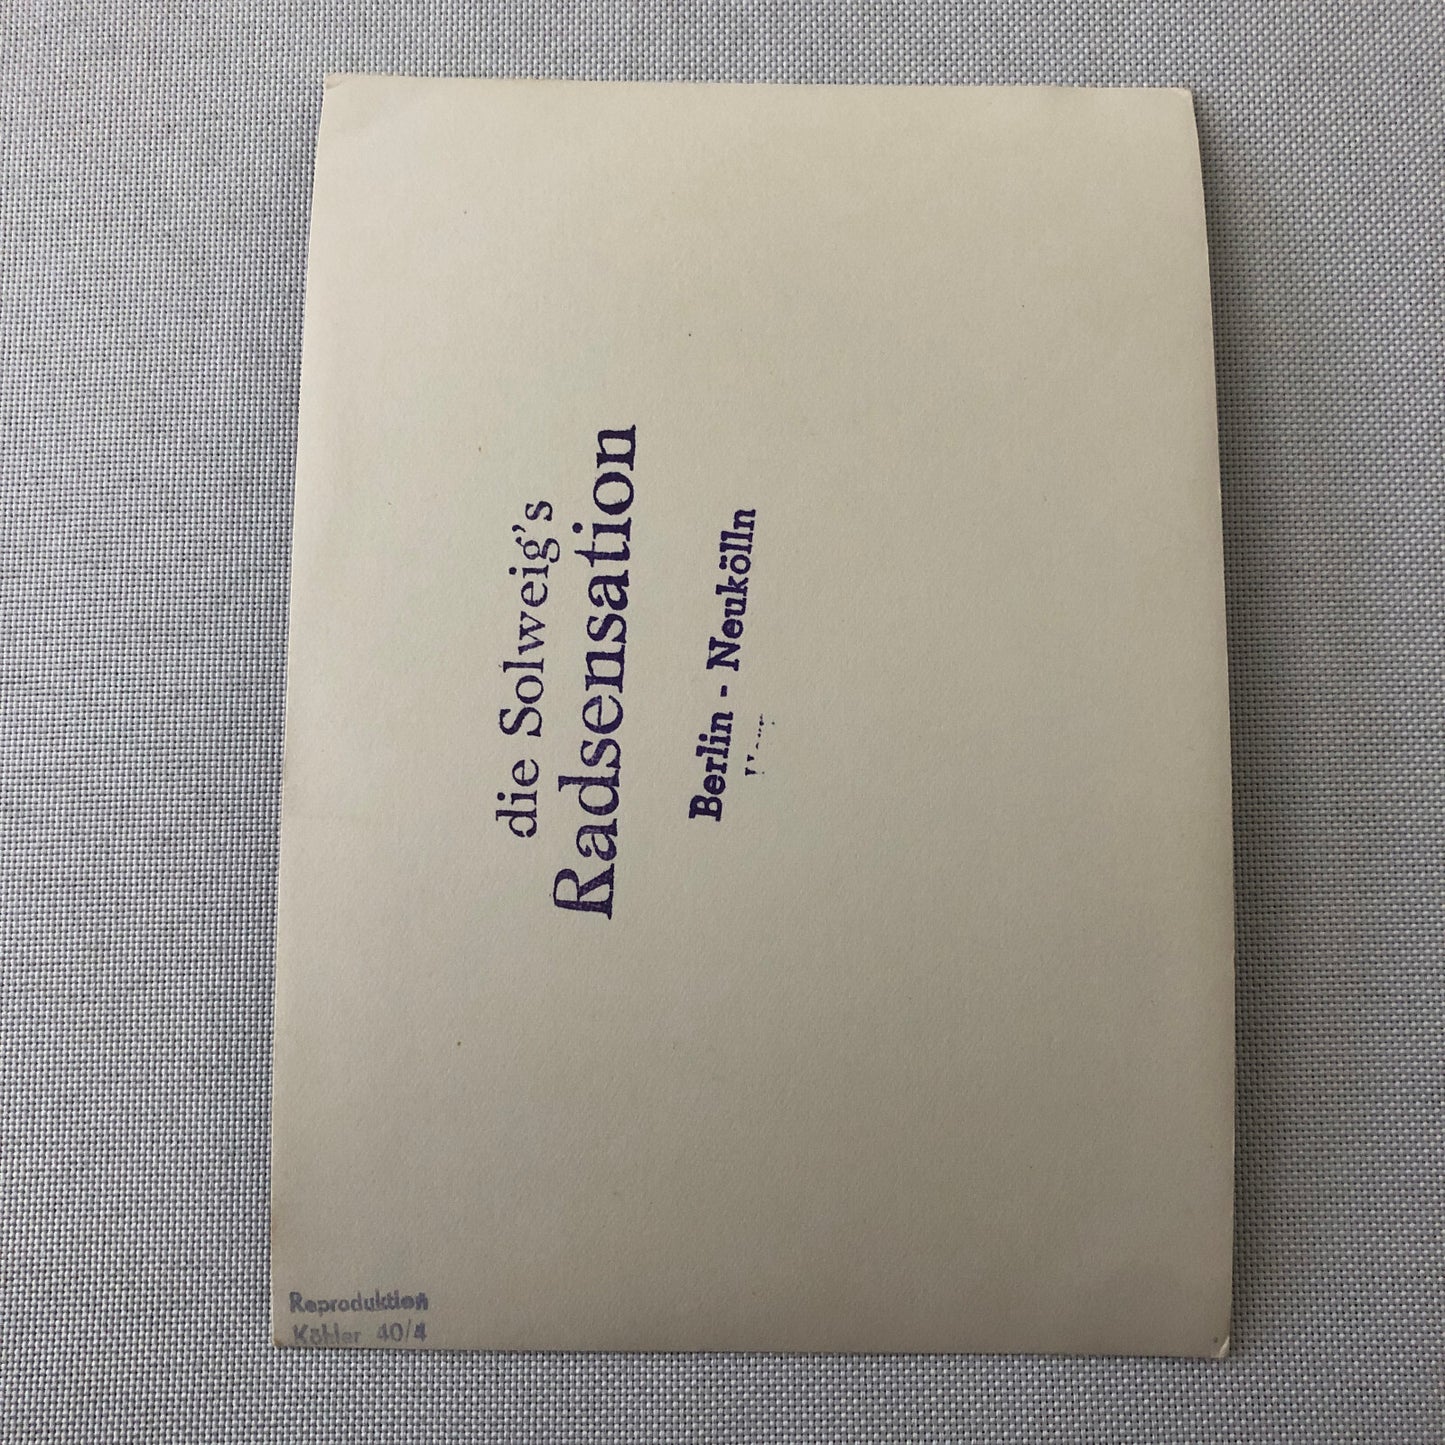 die Solweig's
Radsensation
Berlin - Neukölln
Reproduktion
Köhler 40/4